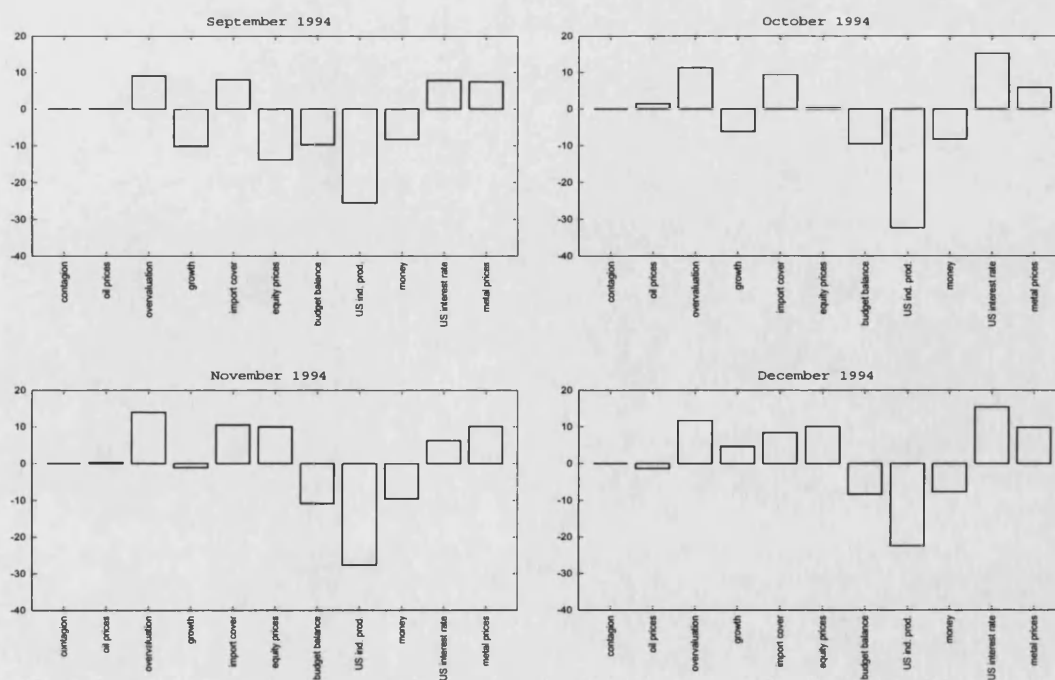 September 1994
20
10
0
-10
-20
-30
-40
contagion
oil prices
overvaluation
growth
import cover
equity prices
budget balance
US ind. prod.
money
US interest rate
metal prices
October 1994
20
10
0
-10
-20
-30
-40
contagion
oil prices
overvaluation
growth
import cover
equity prices
budget balance
US ind. prod.
money
US interest rate
metal prices
November 1994
20
10
0
-10
-20
-30
-40
contagion
oil prices
overvaluation
growth
import cover
equity prices
budget balance
US ind. prod.
money
US interest rate
metal prices
December 1994
20
10
0
-10
-20
-30
-40
contagion
oil prices
overvaluation
growth
import cover
equity prices
budget balance
US ind. prod.
money
US interest rate
metal prices